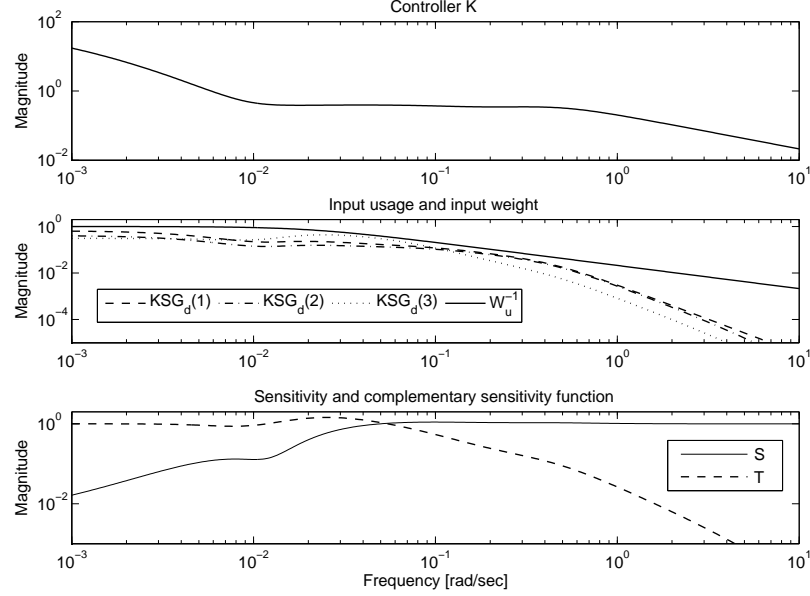 Controller K
10^2
10^0
10^-2
Magnitude
10^-3 10^-2 10^-1 10^0 10^1
Input usage and input weight
10^0
10^-2
10^-4
Magnitude
KSG_d(1) KSG_d(2) KSG_d(3) W_u^-1
10^-3 10^-2 10^-1 10^0 10^1
Sensitivity and complementary sensitivity function
10^0
10^-2
Magnitude
S
T
10^-3 10^-2 10^-1 10^0 10^1
Frequency [rad/sec]